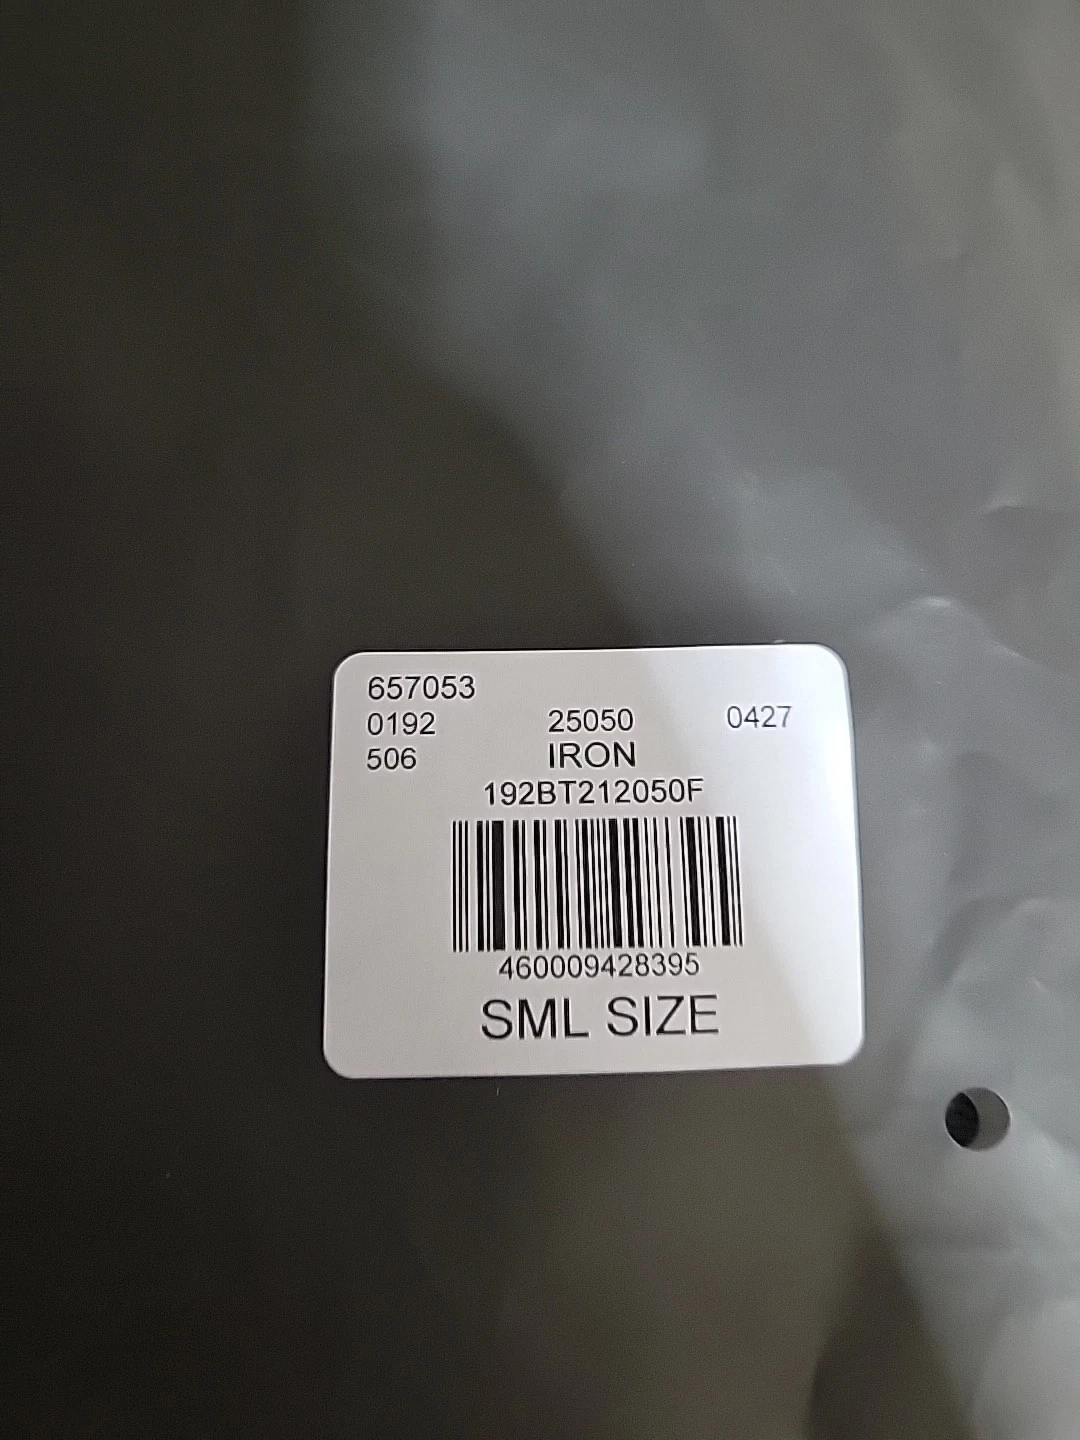 657053
0192 25050 0427
506 IRON
192BT212050F
460009428395
SML SIZE